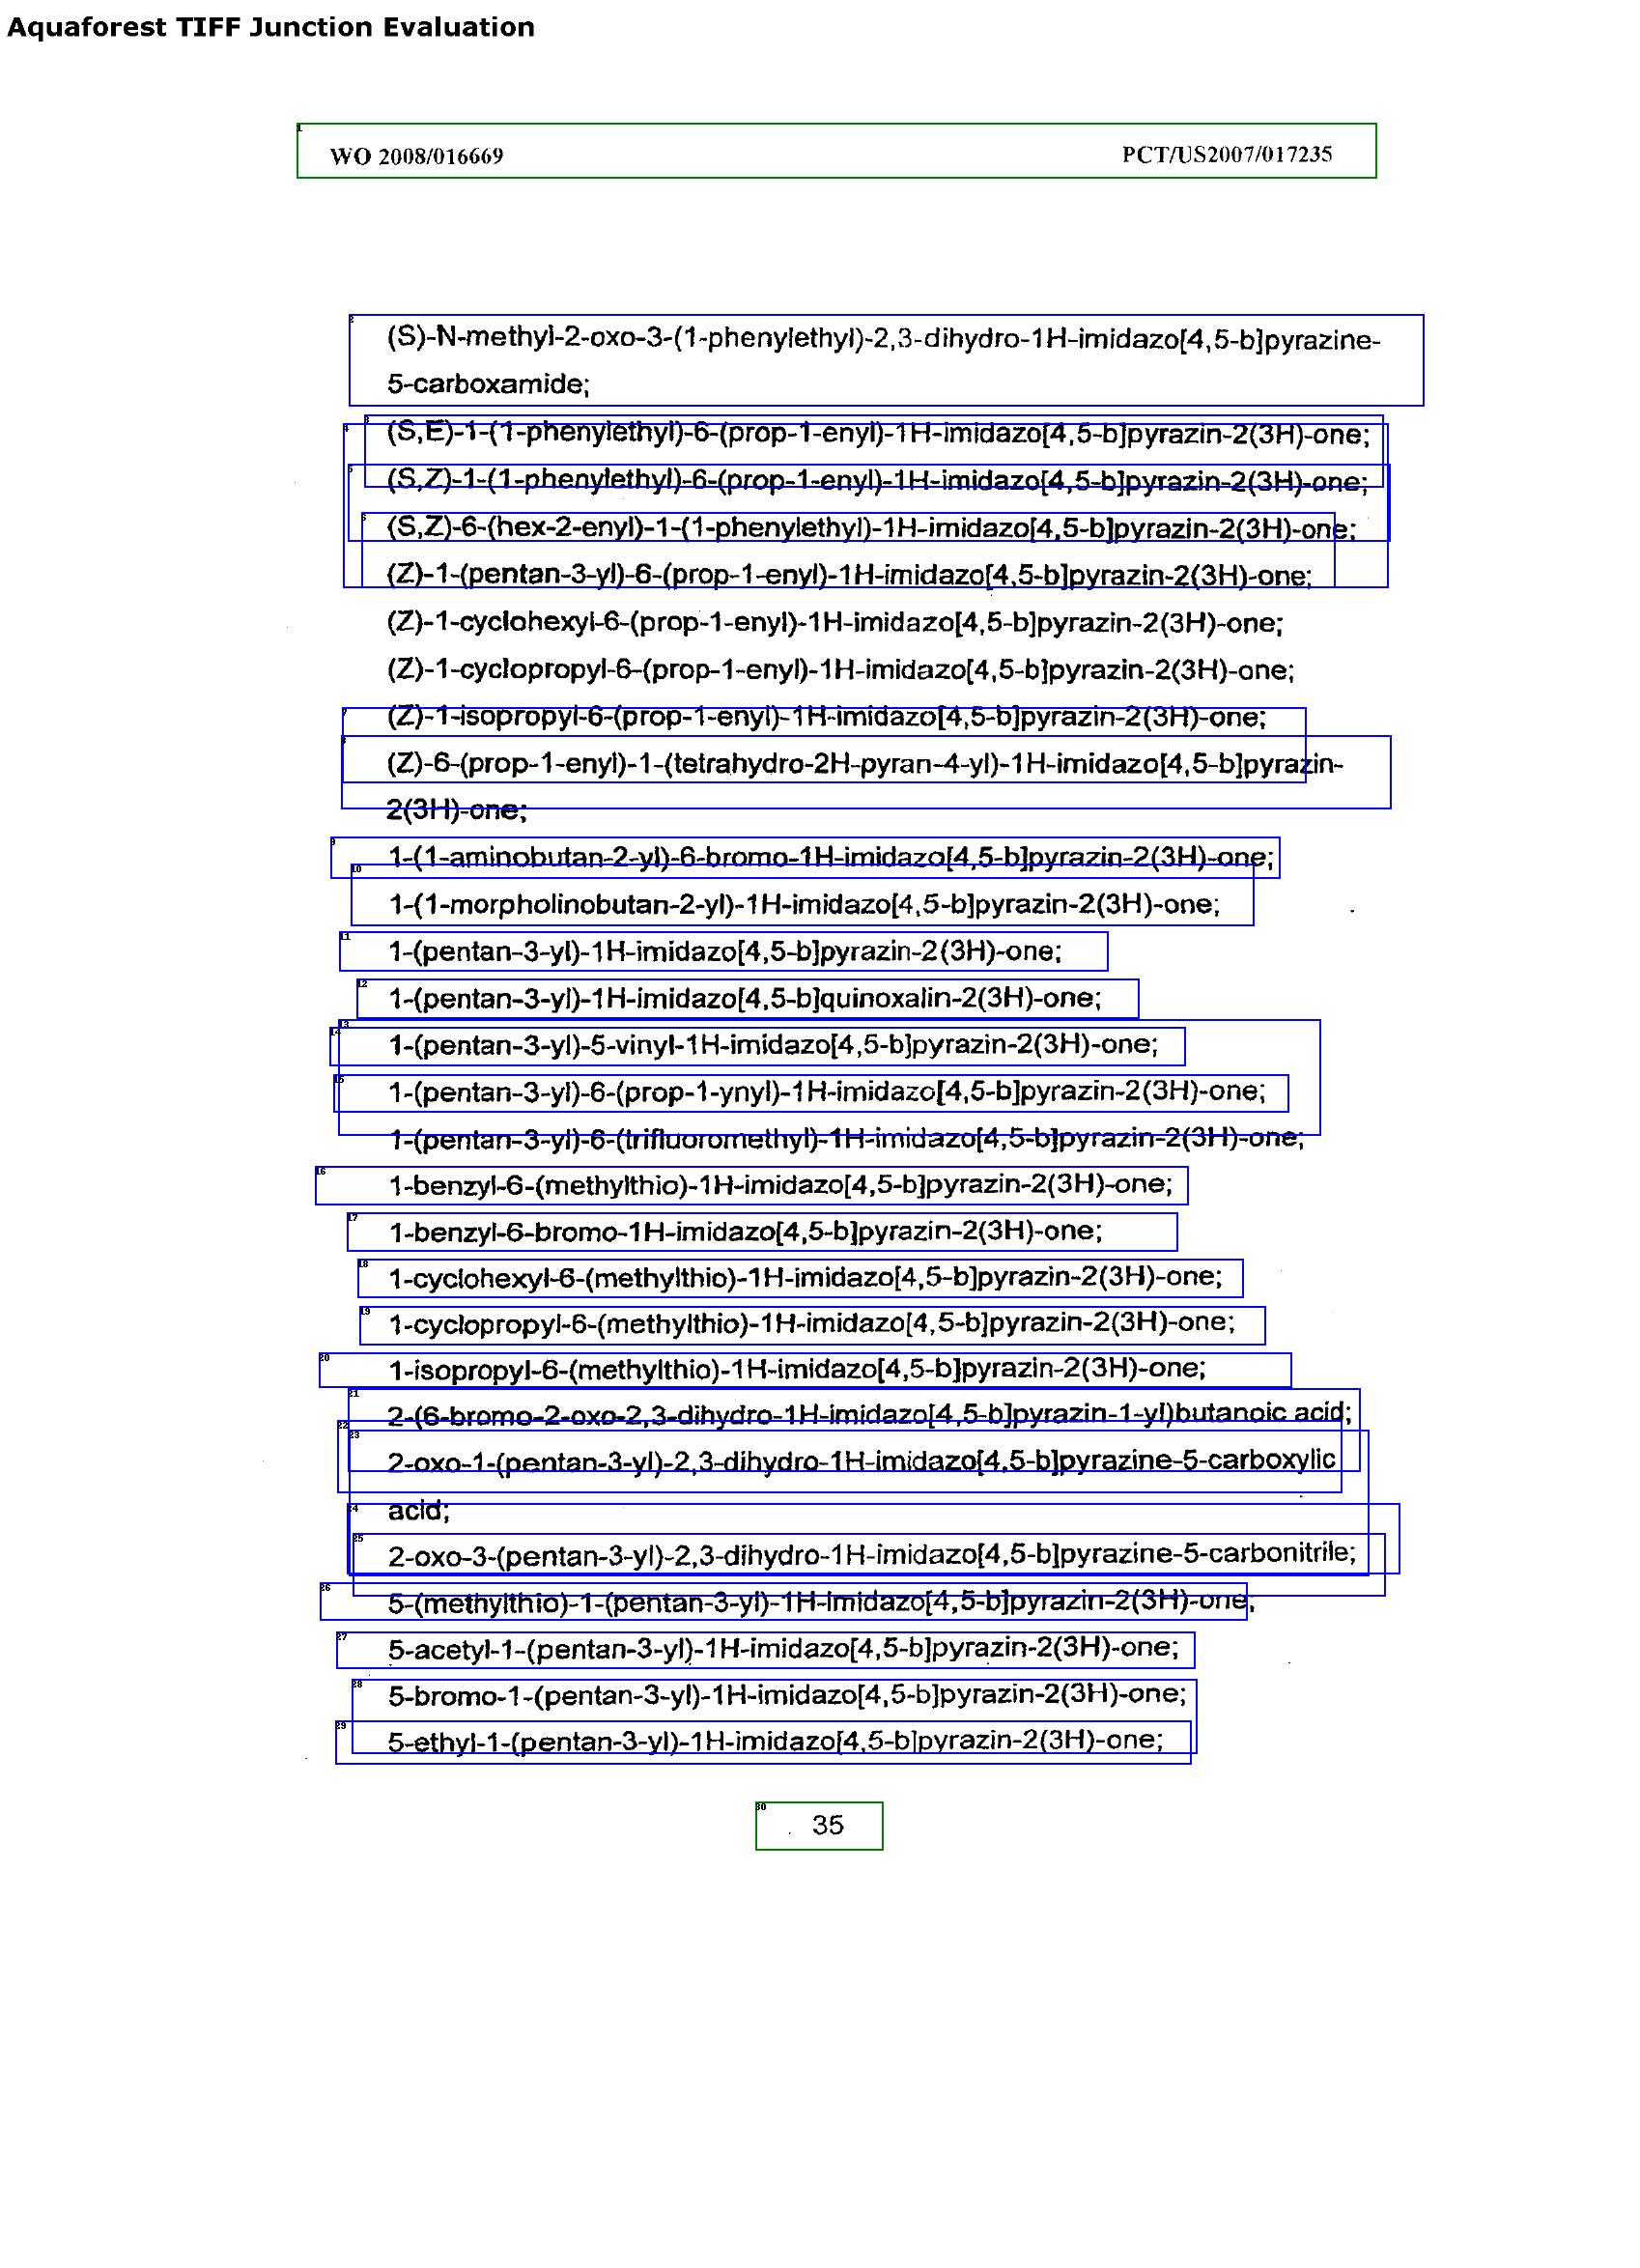 Aquaforest TIFF Junction Evaluation
WO 2008/016669 PCT/US2007/017235
(S)-N-methyl-2-oxo-3-(1-phenylethyl)-2,3-dihydro-1H-imidazo[4,5-b]pyrazine-
5-carboxamide;
(S,E)-1-(1-phenylethyl)-6-(prop-1-enyl)-1H-imidazo[4,5-b]pyrazin-2(3H)-one;
(S,Z)-1-(1-phenylethyl)-6-(prop-1-enyl)-1H-imidazo[4,5-b]pyrazin-2(3H)-one;
(S,Z)-6-(hex-2-enyl)-1-(1-phenylethyl)-1H-imidazo[4,5-b]pyrazin-2(3H)-one;
(Z)-1-(pentan-3-yl)-6-(prop-1-enyl)-1H-imidazo[4,5-b]pyrazin-2(3H)-one;
(Z)-1-cyclohexyl-6-(prop-1-enyl)-1H-imidazo[4,5-b]pyrazin-2(3H)-one;
(Z)-1-cyclopropyl-6-(prop-1-enyl)-1H-imidazo[4,5-b]pyrazin-2(3H)-one;
(Z)-1-isopropyl-6-(prop-1-enyl)-1H-imidazo[4,5-b]pyrazin-2(3H)-one;
(Z)-6-(prop-1-enyl)-1-(tetrahydro-2H-pyran-4-yl)-1H-imidazo[4,5-b]pyrazin-
2(3H)-one;
1-(1-aminobutan-2-yl)-6-bromo-1H-imidazo[4,5-b]pyrazin-2(3H)-one;
1-(1-morpholinobutan-2-yl)-1H-imidazo[4,5-b]pyrazin-2(3H)-one;
1-(pentan-3-yl)-1H-imidazo[4,5-b]pyrazin-2(3H)-one;
1-(pentan-3-yl)-1H-imidazo[4,5-b]quinoxalin-2(3H)-one;
1-(pentan-3-yl)-5-vinyl-1H-imidazo[4,5-b]pyrazin-2(3H)-one;
1-(pentan-3-yl)-6-(prop-1-ynyl)-1H-imidazo[4,5-b]pyrazin-2(3H)-one;
1-(pentan-3-yl)-6-(trifluoromethyl)-1H-imidazo[4,5-b]pyrazin-2(3H)-one;
1-benzyl-6-(methylthio)-1H-imidazo[4,5-b]pyrazin-2(3H)-one;
1-benzyl-6-bromo-1H-imidazo[4,5-b]pyrazin-2(3H)-one;
1-cyclohexyl-6-(methylthio)-1H-imidazo[4,5-b]pyrazin-2(3H)-one;
1-cyclopropyl-6-(methylthio)-1H-imidazo[4,5-b]pyrazin-2(3H)-one;
1-isopropyl-6-(methylthio)-1H-imidazo[4,5-b]pyrazin-2(3H)-one;
2-(6-bromo-2-oxo-2,3-dihydro-1H-imidazo[4,5-b]pyrazin-1-yl)butanoic acid;
2-oxo-1-(pentan-3-yl)-2,3-dihydro-1H-imidazo[4,5-b]pyrazine-5-carboxylic
acid;
2-oxo-3-(pentan-3-yl)-2,3-dihydro-1H-imidazo[4,5-b]pyrazine-5-carbonitrile;
5-(methylthio)-1-(pentan-3-yl)-1H-imidazo[4,5-b]pyrazin-2(3H)-one;
5-acetyl-1-(pentan-3-yl)-1H-imidazo[4,5-b]pyrazin-2(3H)-one;
5-bromo-1-(pentan-3-yl)-1H-imidazo[4,5-b]pyrazin-2(3H)-one;
5-ethyl-1-(pentan-3-yl)-1H-imidazo[4,5-b]pyrazin-2(3H)-one;
35